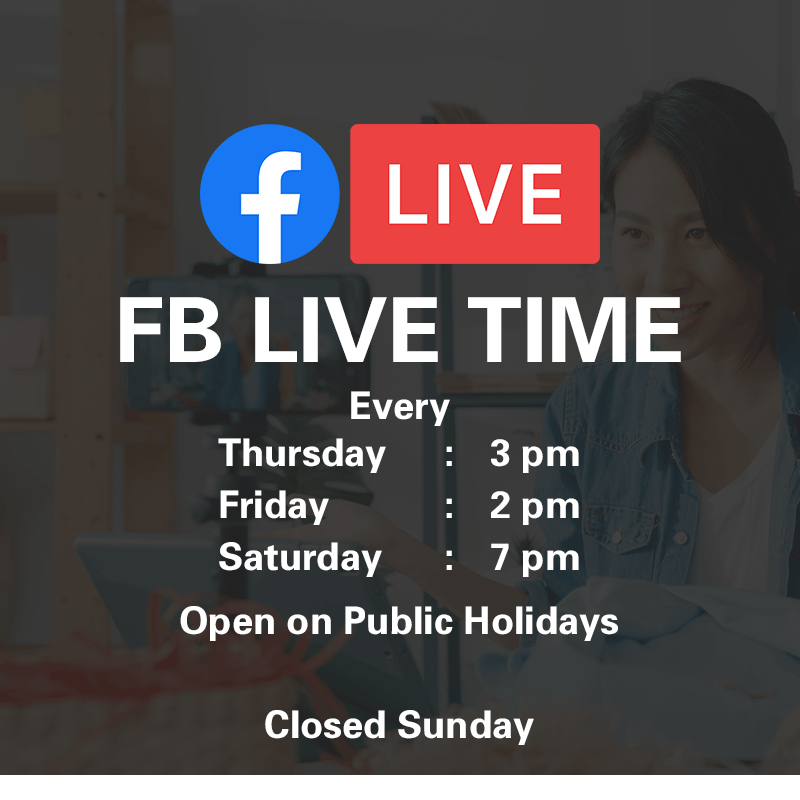 f LIVE
FB LIVE TIME
Every
Thursday : 3 pm
Friday : 2 pm
Saturday : 7 pm
Open on Public Holidays
Closed Sunday